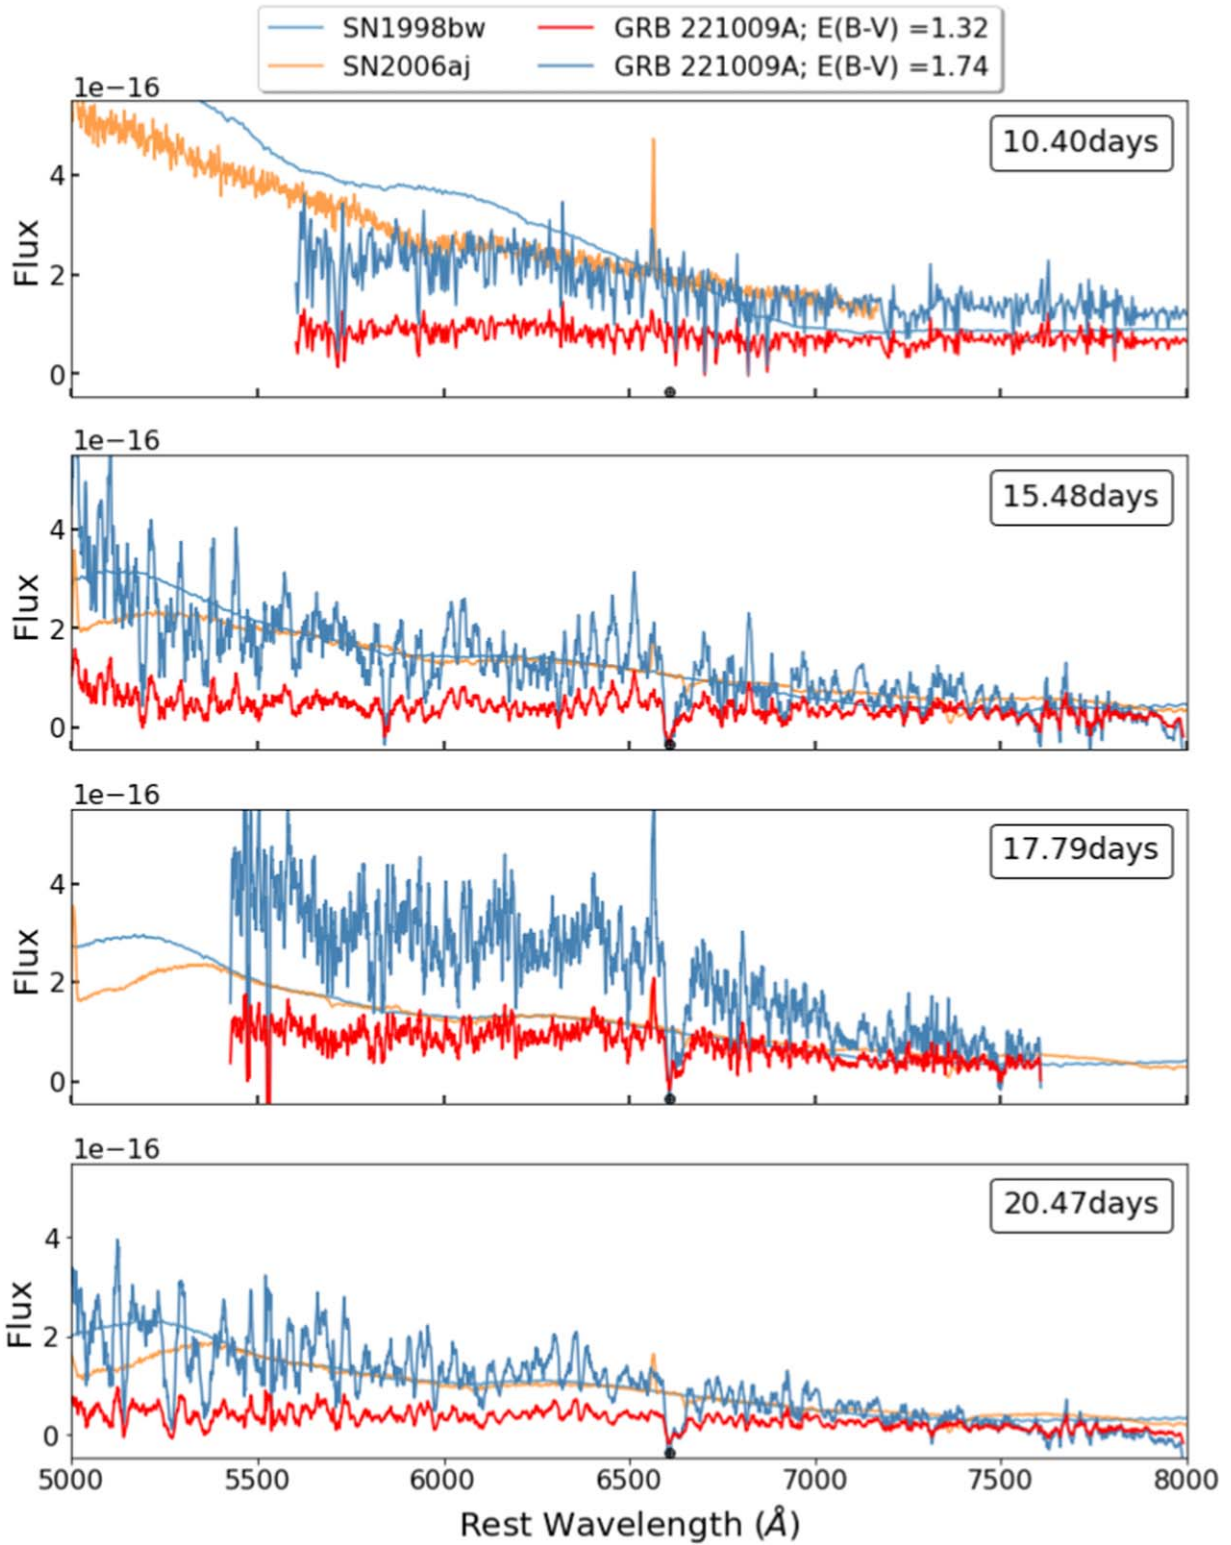 SN1998bw GRB 221009A; E(B-V) =1.32
SN2006aj GRB 221009A; E(B-V) =1.74
1e−16
10.40days
4
2
0
Flux
1e−16
15.48days
4
2
0
Flux
1e−16
17.79days
4
2
0
Flux
1e−16
20.47days
4
2
0
Flux
5000 5500 6000 6500 7000 7500 8000
Rest Wavelength (Å)